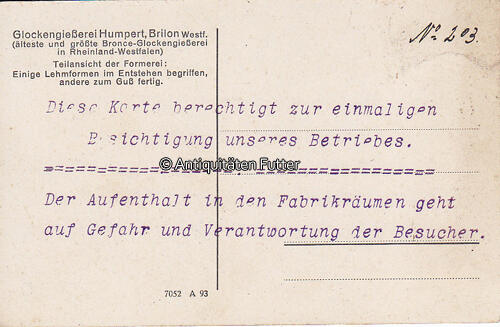 Glockengießerei Humpert, Brilon Westf.
(älteste und größte Bronce-Glockengießerei
in Rheinland-Westfalen)
Teilansicht der Formerei:
Einige Lehmformen im Entstehen begriffen,
andere zum Guß fertig.
No 203
Diese Karte berechtigt zur einmaligen
Besichtigung unseres Betriebes.
© Antiquitäten Futter
Der Aufenthalt in den Fabrikräumen geht
auf Gefahr und Verantwortung der Besucher.
7052 A 93